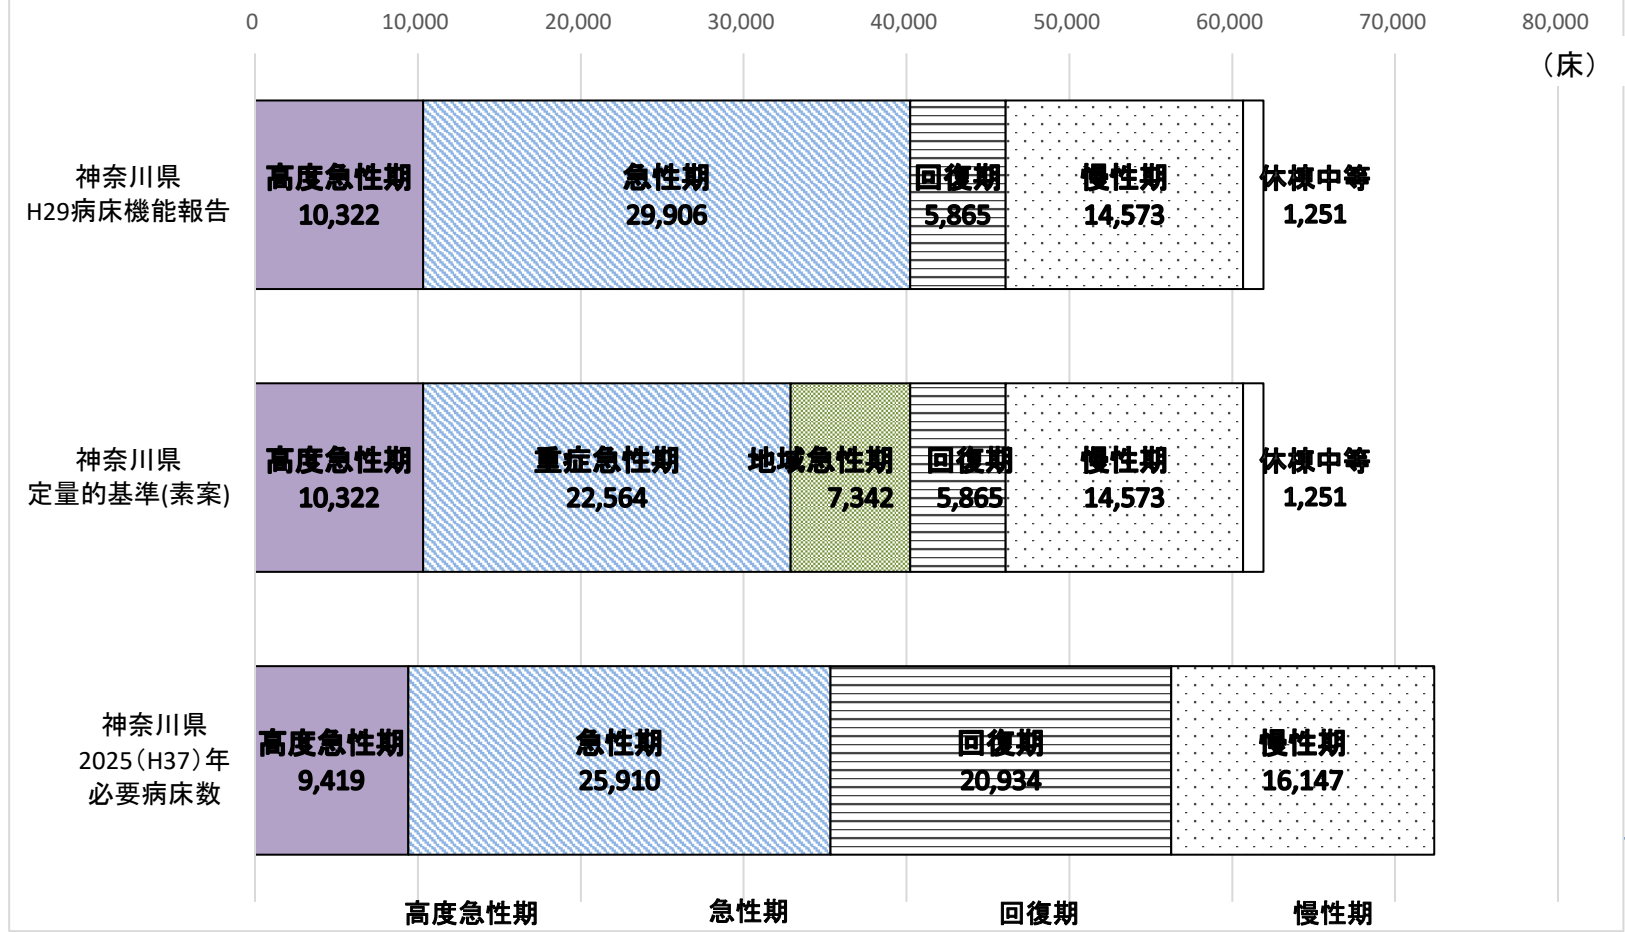 0 10,000 20,000 30,000 40,000 50,000 60,000 70,000 80,000
（床）
神奈川県
H29病床機能報告
高度急性期
10,322
急性期
29,906
回復期
5,865
慢性期
14,573
休棟中等
1,251
神奈川県
定量的基準(素案)
高度急性期
10,322
重症急性期
22,564
地域急性期
7,342
回復期
5,865
慢性期
14,573
休棟中等
1,251
神奈川県
2025（H37）年
必要病床数
高度急性期
9,419
急性期
25,910
回復期
20,934
慢性期
16,147
高度急性期 急性期 回復期 慢性期